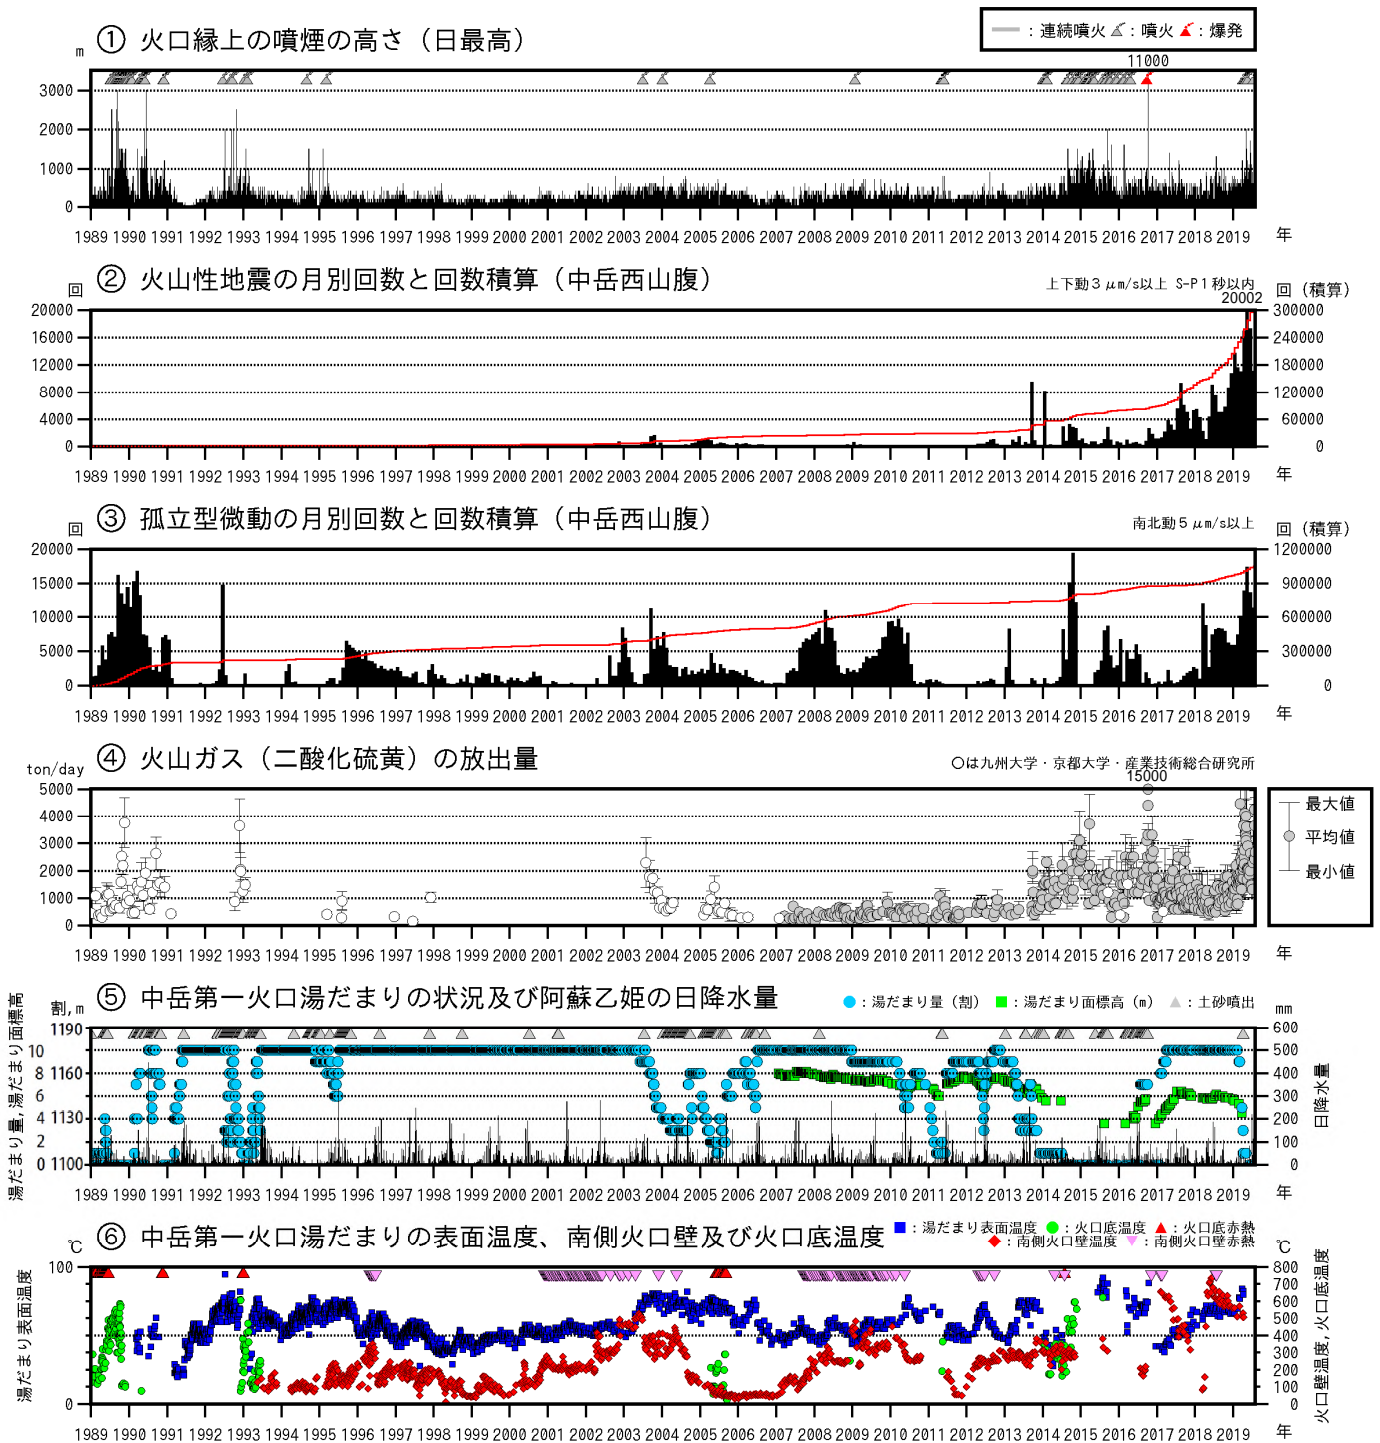 ① 火口縁上の噴煙の高さ（日最高）
：連続噴火 ：噴火 ：爆発
m
11000
3000
2000
1000
0
1989 1990 1991 1992 1993 1994 1995 1996 1997 1998 1999 2000 2001 2002 2003 2004 2005 2006 2007 2008 2009 2010 2011 2012 2013 2014 2015 2016 2017 2018 2019 年
② 火山性地震の月別回数と回数積算（中岳西山腹）
上下動３μm/s以上 S-P１秒以内
回 回（積算）
20002
20000 300000
16000 240000
12000 180000
8000 120000
4000 60000
0 0
1989 1990 1991 1992 1993 1994 1995 1996 1997 1998 1999 2000 2001 2002 2003 2004 2005 2006 2007 2008 2009 2010 2011 2012 2013 2014 2015 2016 2017 2018 2019 年
③ 孤立型微動の月別回数と回数積算（中岳西山腹）
南北動５μm/s以上
回 回（積算）
20000 1200000
15000 900000
10000 600000
5000 300000
0 0
1989 1990 1991 1992 1993 1994 1995 1996 1997 1998 1999 2000 2001 2002 2003 2004 2005 2006 2007 2008 2009 2010 2011 2012 2013 2014 2015 2016 2017 2018 2019 年
④ 火山ガス（二酸化硫黄）の放出量
○は九州大学・京都大学・産業技術総合研究所
ton/day
15000
5000
4000
3000
2000
1000
0
最大値
平均値
最小値
1989 1990 1991 1992 1993 1994 1995 1996 1997 1998 1999 2000 2001 2002 2003 2004 2005 2006 2007 2008 2009 2010 2011 2012 2013 2014 2015 2016 2017 2018 2019 年
⑤ 中岳第一火口湯だまりの状況及び阿蘇乙姫の日降水量
：湯だまり量（割） ：湯だまり面標高（m） ：土砂噴出
割,m mm
湯だまり量,湯だまり面標高
日降水量
1190 600
10 500
8 1160 400
6 300
4 1130 200
2 100
0 1100 0
1989 1990 1991 1992 1993 1994 1995 1996 1997 1998 1999 2000 2001 2002 2003 2004 2005 2006 2007 2008 2009 2010 2011 2012 2013 2014 2015 2016 2017 2018 2019 年
⑥ 中岳第一火口湯だまりの表面温度、南側火口壁及び火口底温度
：湯だまり表面温度 ：火口底温度 ：火口底赤熱
：南側火口壁温度 ：南側火口壁赤熱
℃ ℃
湯だまり表面温度
火口壁温度,火口底温度
100 800
700
600
500
400
300
200
100
0 0
1989 1990 1991 1992 1993 1994 1995 1996 1997 1998 1999 2000 2001 2002 2003 2004 2005 2006 2007 2008 2009 2010 2011 2012 2013 2014 2015 2016 2017 2018 2019 年